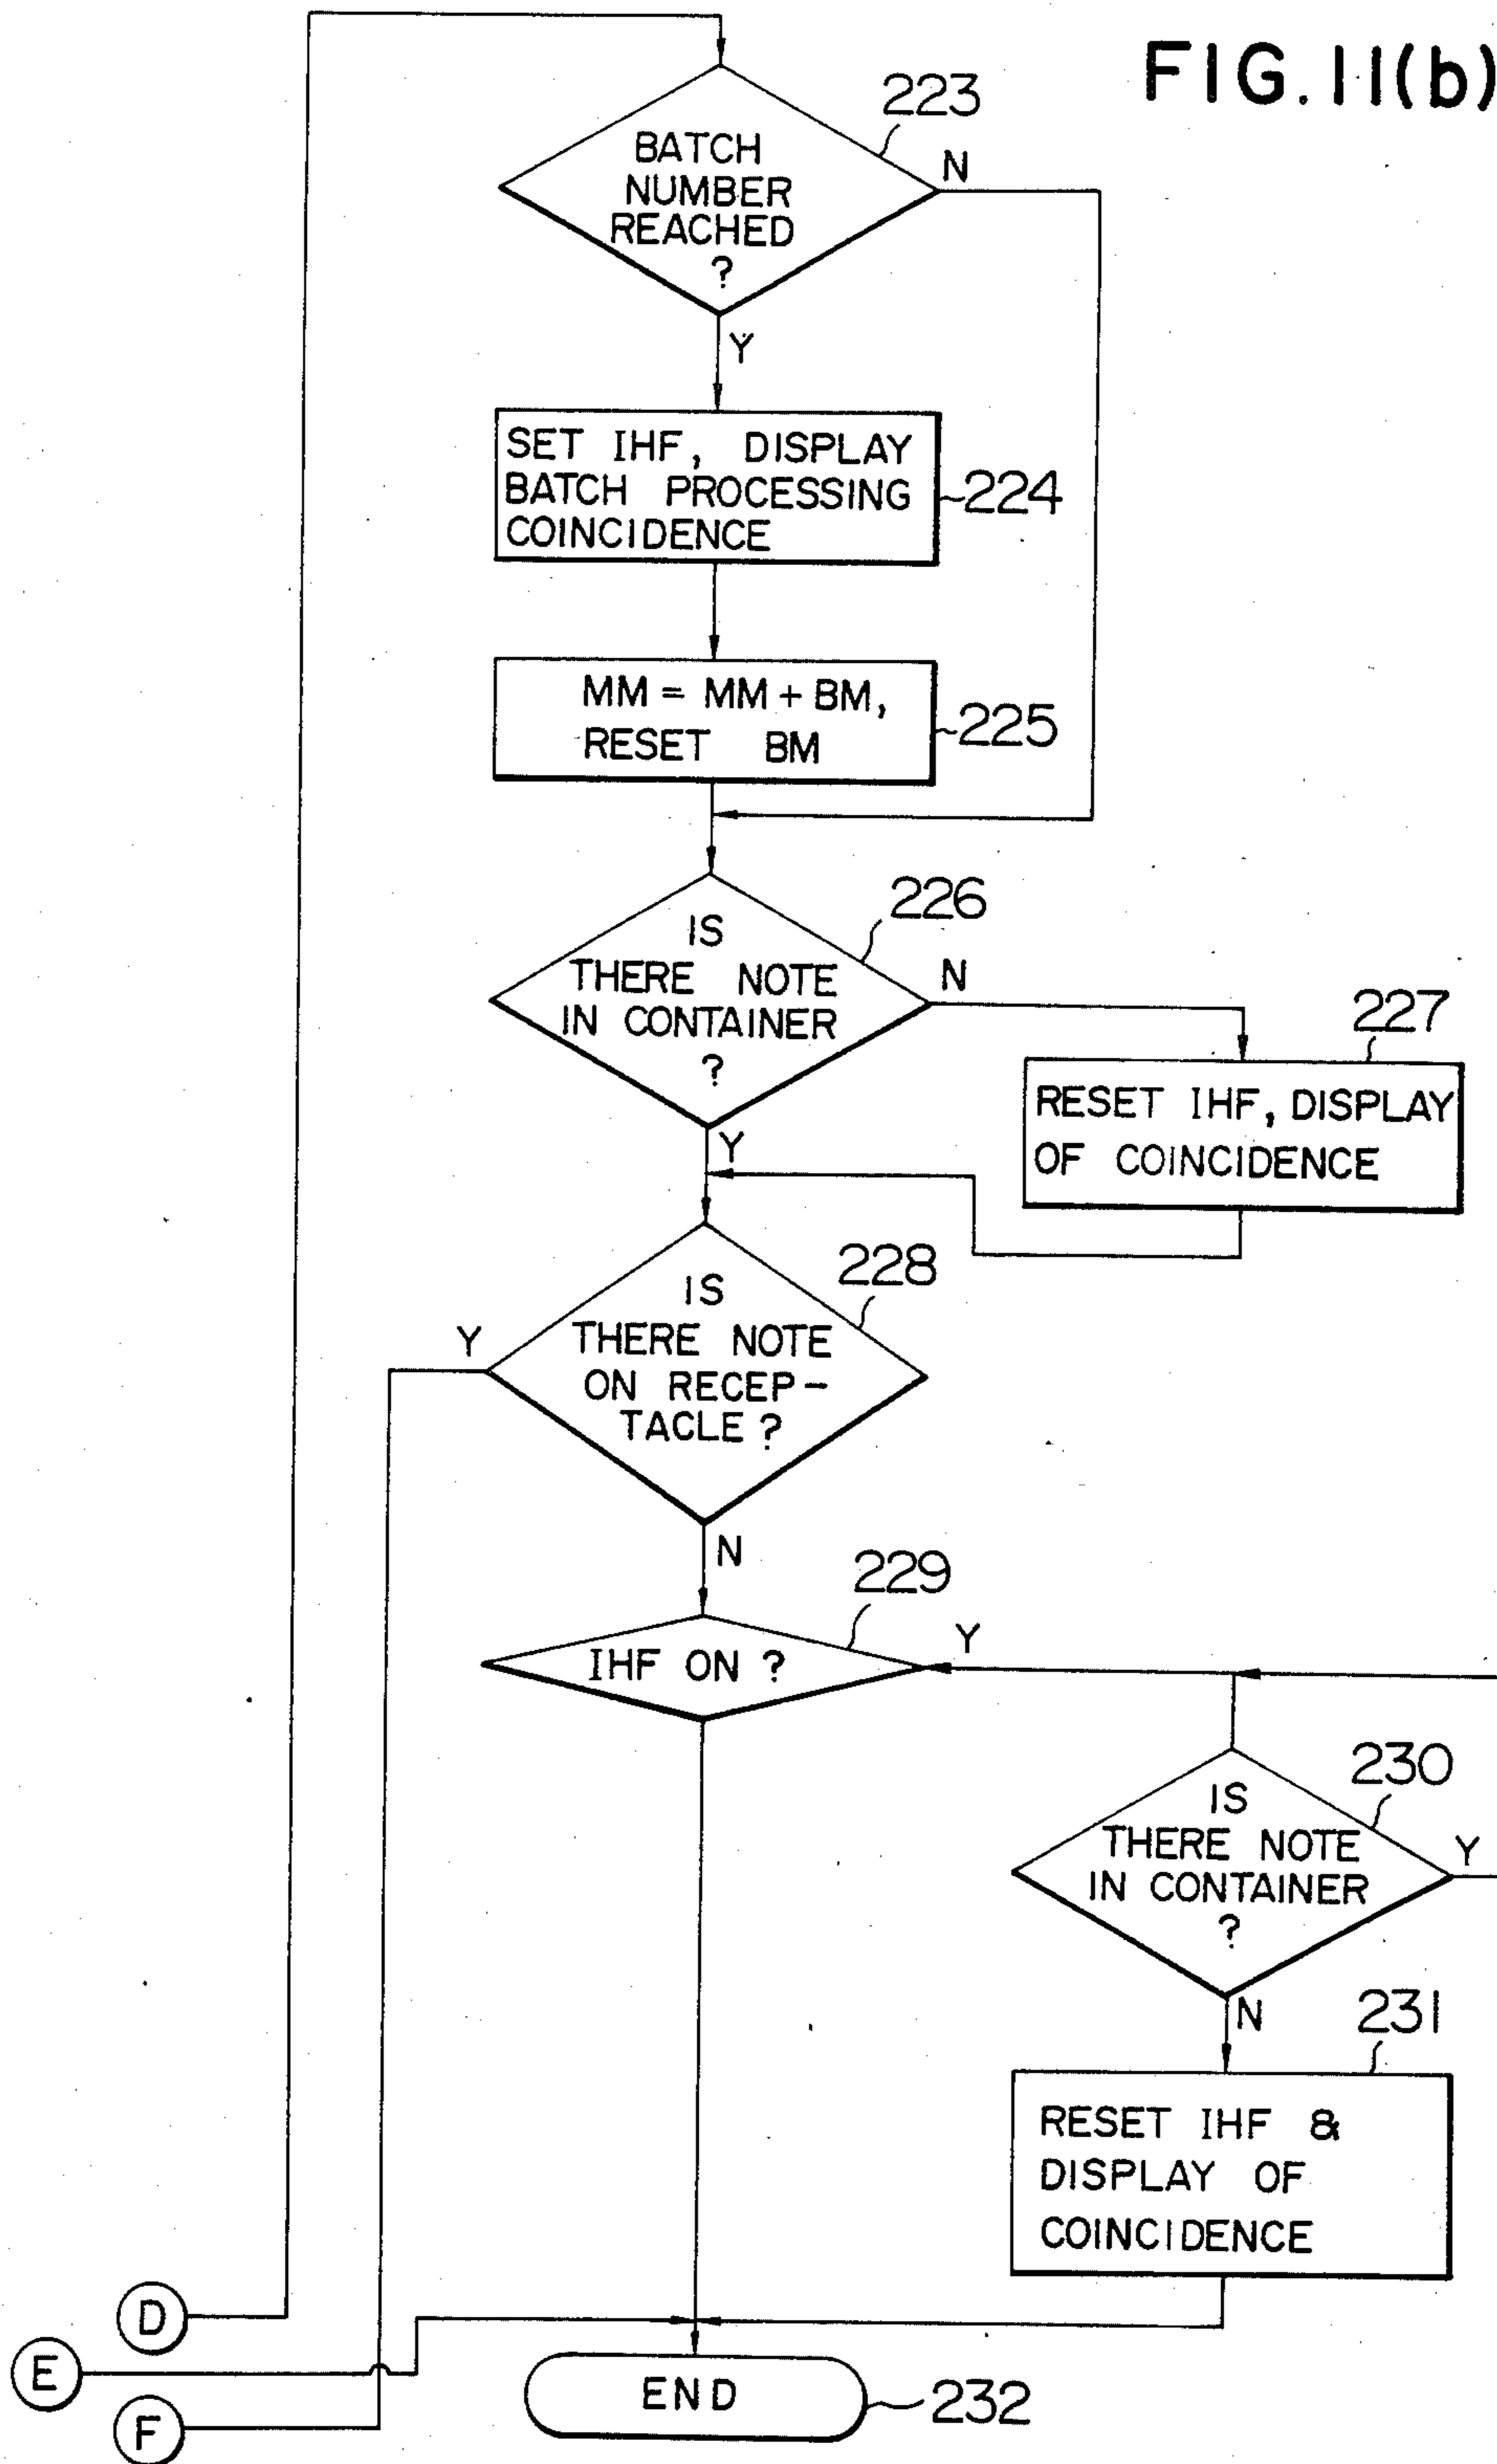 FIG. 11(b)
223
BATCH
NUMBER
REACHED
?
N
Y
SET IHF, DISPLAY
BATCH PROCESSING
COINCIDENCE
224
MM = MM + BM,
RESET BM
225
226
IS
THERE NOTE
IN CONTAINER
?
N
Y
227
RESET IHF, DISPLAY
OF COINCIDENCE
228
IS
THERE NOTE
ON RECEP-
TACLE ?
Y
N
229
IHF ON ?
Y
230
IS
THERE NOTE
IN CONTAINER
?
Y
N
231
RESET IHF &
DISPLAY OF
COINCIDENCE
D
E
F
END
232